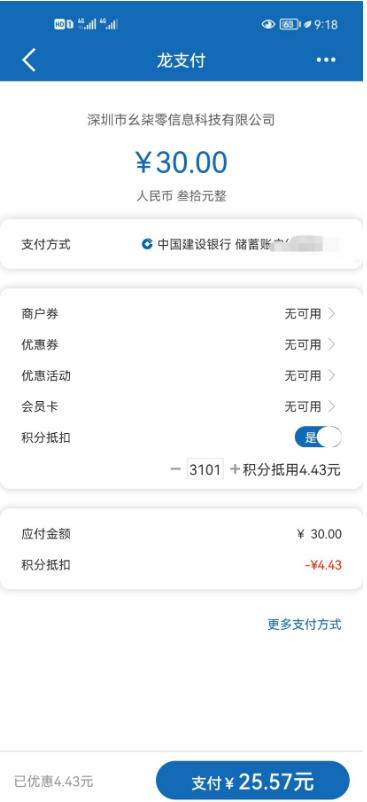 HD 4G 4G 63 9:18
龙支付
深圳市幺柒零信息科技有限公司
¥30.00
人民币 叁拾元整
支付方式 中国建设银行 储蓄账
商户券 无可用
优惠券 无可用
优惠活动 无可用
会员卡 无可用
积分抵扣 是
－ 3101 ＋积分抵用4.43元
应付金额 ¥ 30.00
积分抵扣 -¥4.43
更多支付方式
已优惠4.43元 支付¥25.57元